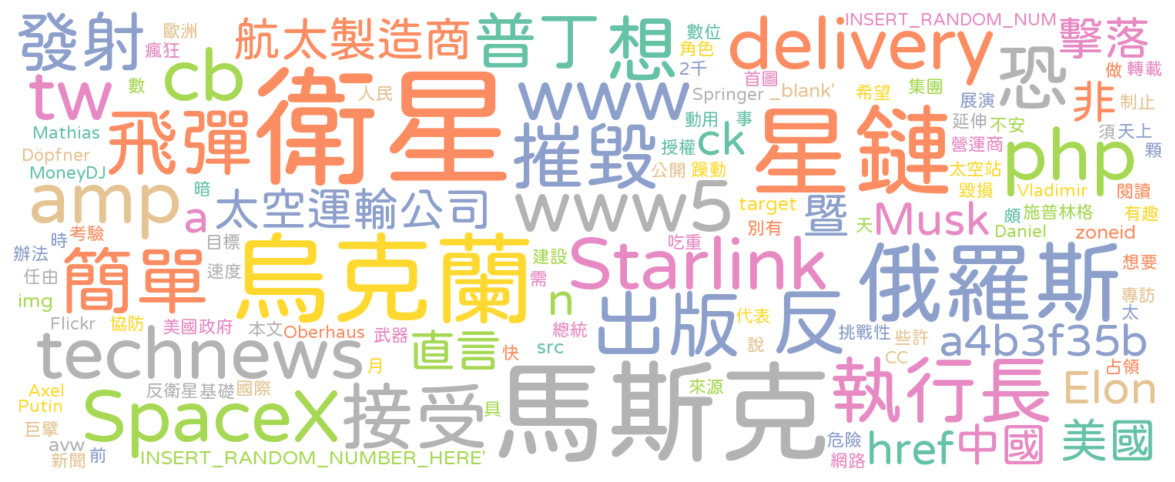 發射
歐洲
瘋狂
cb
航太製造商
普丁
想
數位
角色
2千
delivery
INSERT_RANDOM_NUM
擊落
tw
數
衛星
人民
www
Springer
首圖
_blank'
希望
集團
恐
展演
非
做
轉載
制止
Mathias
飛彈
摧毀
動用
事
授權
ck
星鏈
延伸
不安
須
天上
營運商
php
顆
Döpfner
MoneyDJ
公開
躁動
太空站
毀損
Vladimir
閱讀
amp
暗
a
太空運輸公司
www5
target
暨
Musk
頗
施普林格
有趣
別有
天
Daniel
zoneid
考驗
辦法
時
簡單
目標
烏克蘭
建設
吃重
Starlink
俄羅斯
想要
任由
速度
需
專訪
img
n
出版
反
太
Flickr
協防
美國政府
本文
Oberhaus
武器
直言
總統
代表
挑戰性
些許
a4b3f35b
technews
月
快
src
說
CC
占領
Axel
反衛星基礎
國際
馬斯克
來源
執行長
Elon
Putin
SpaceX
接受
具
巨擘
avw
新聞
前
INSERT_RANDOM_NUMBER_HERE'
危險
網路
href
中國
美國